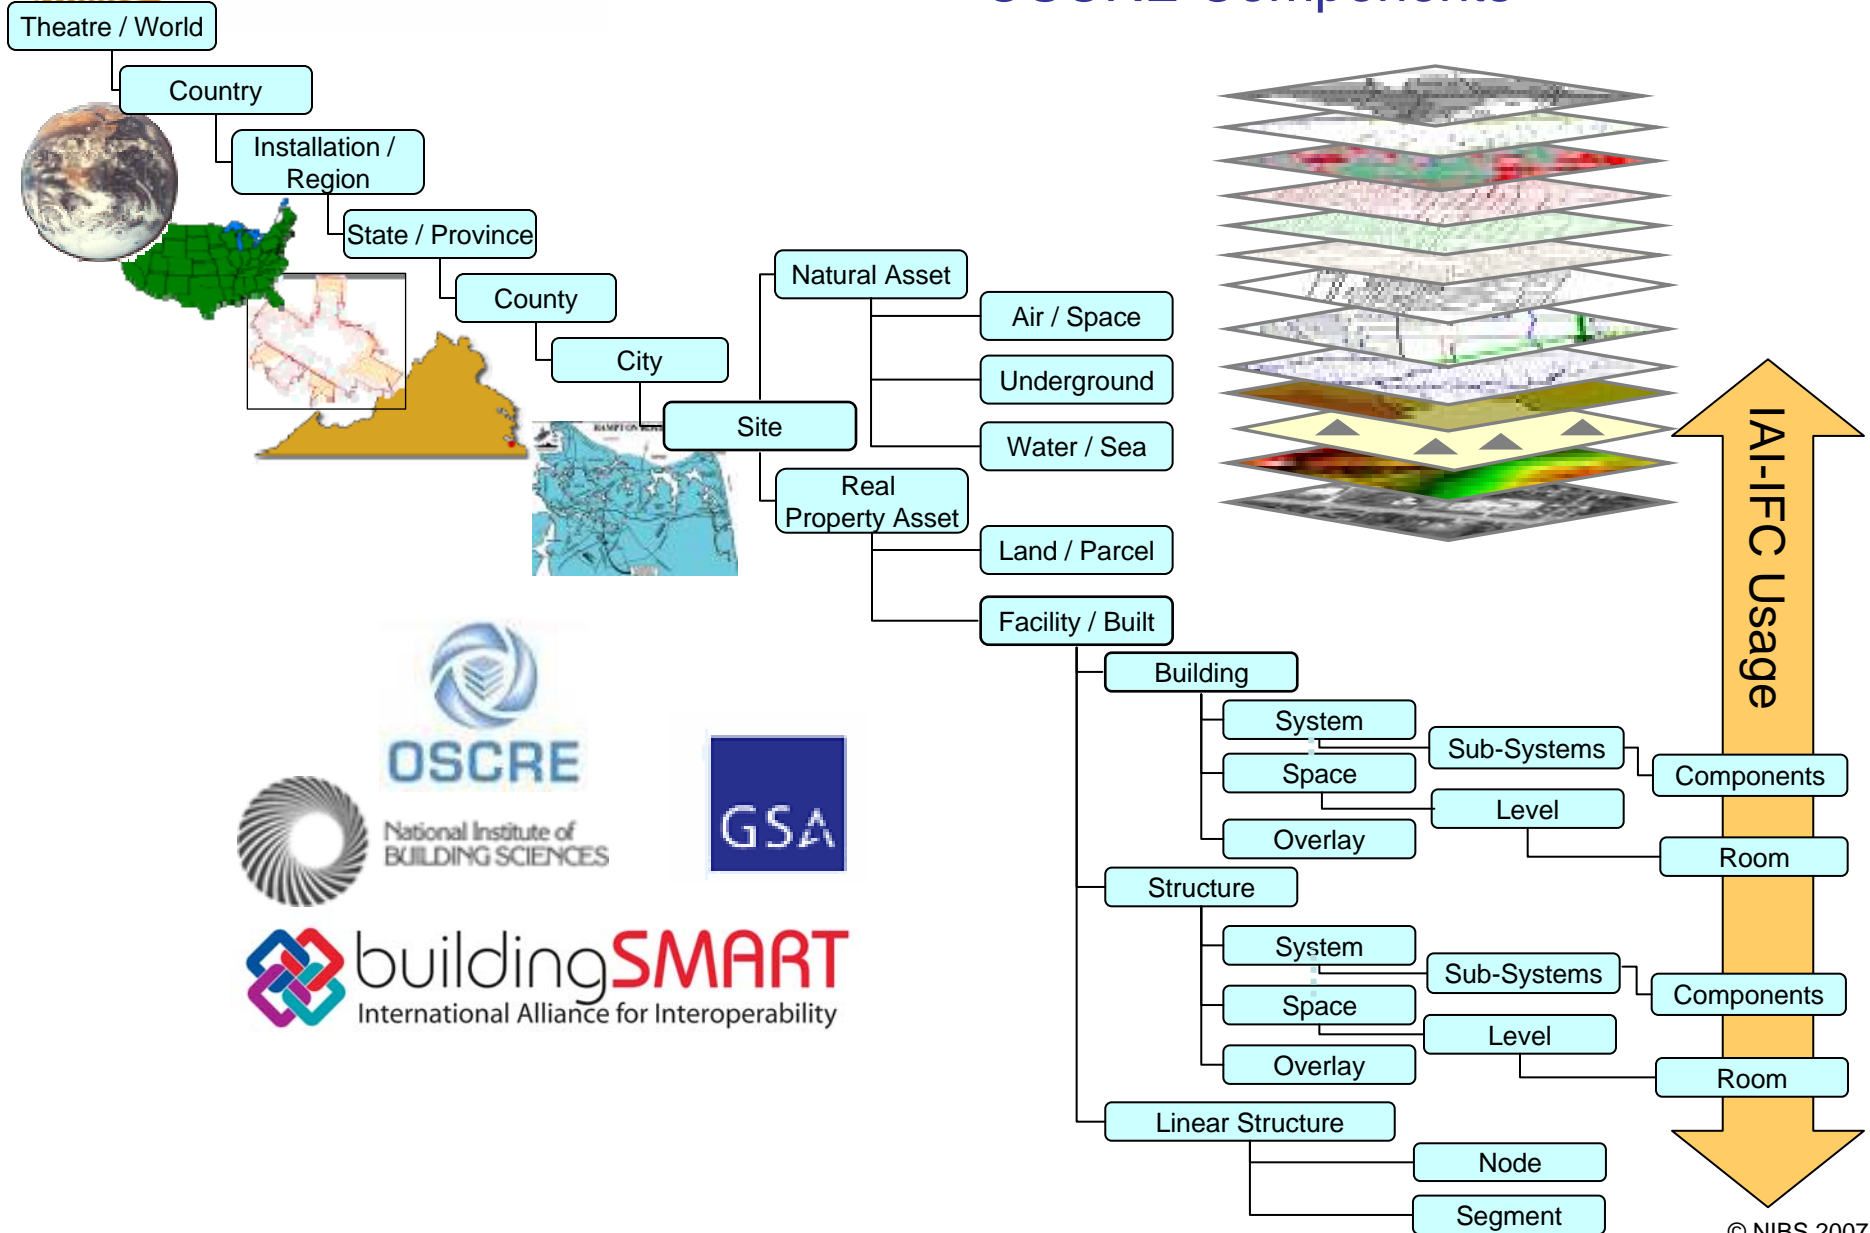 Components
Theatre / World
Country
Installation /
Region
State / Province
County
City
Site
Natural Asset
Air / Space
Underground
Water / Sea
Real
Property Asset
Land / Parcel
Facility / Built
Building
System
Sub-Systems
Components
Space
Level
Room
Overlay
Structure
System
Sub-Systems
Components
Space
Level
Room
Overlay
Linear Structure
Node
Segment
IAI-IFC Usage
OSCRE
National Institute of
BUILDING SCIENCES
GSA
buildingSMART
International Alliance for Interoperability
© NIBS 2007